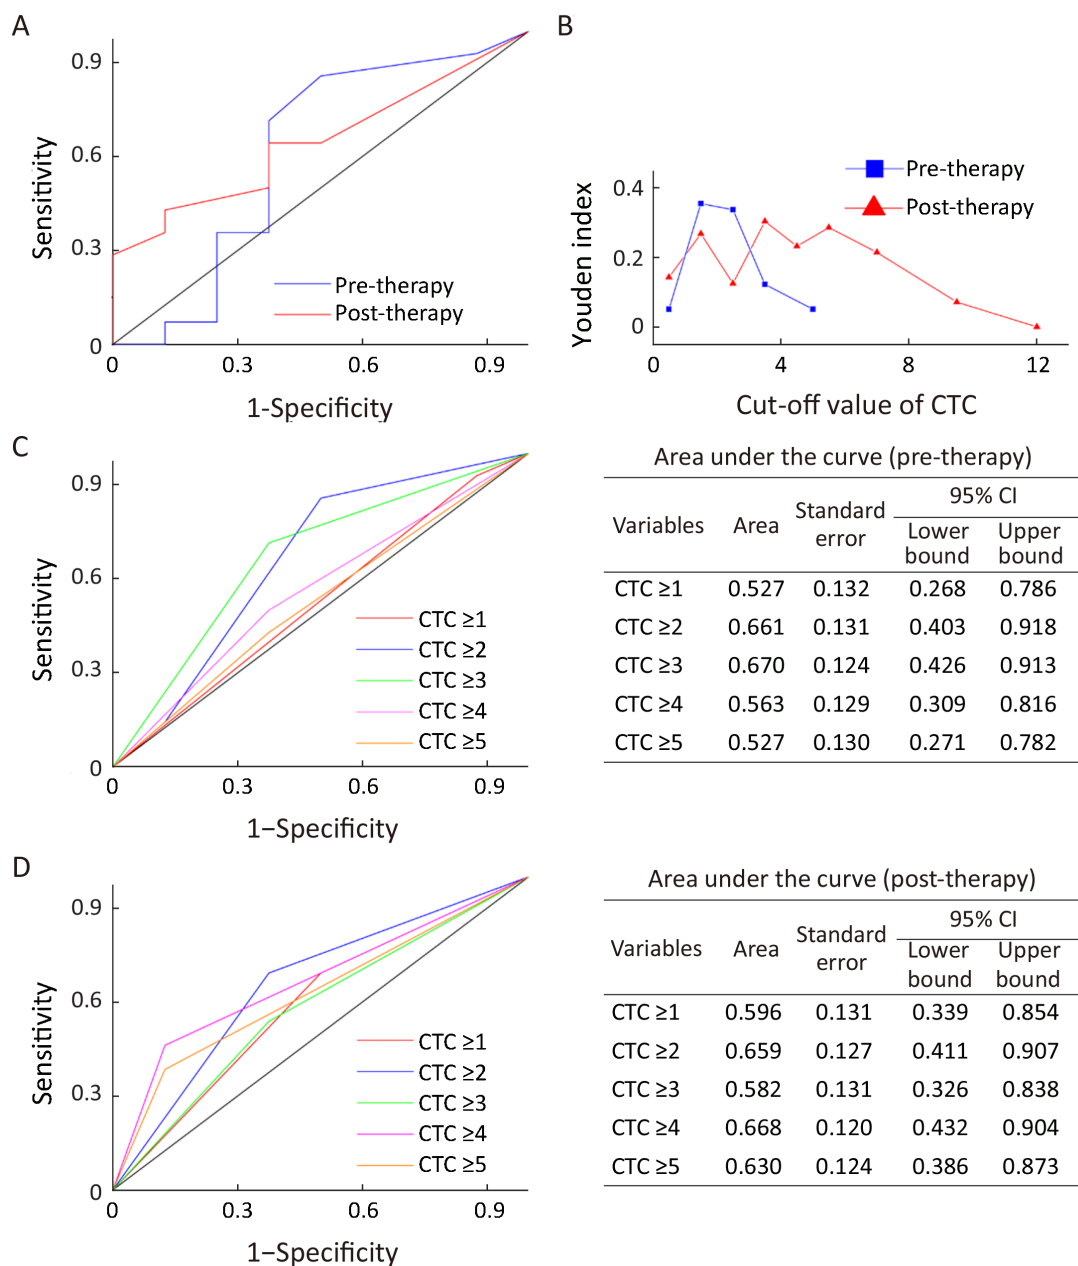 A
Sensitivity
0.9
0.6
0.3
0
Pre-therapy
Post-therapy
0 0.3 0.6 0.9
1-Specificity
B
Youden index
0.4
0.2
0
Pre-therapy
Post-therapy
0 4 8 12
Cut-off value of CTC
C
Sensitivity
0.9
0.6
0.3
0
CTC ≥1
CTC ≥2
CTC ≥3
CTC ≥4
CTC ≥5
0 0.3 0.6 0.9
1−Specificity
Area under the curve (pre-therapy)
Variables Area Standard error 95% CI
Lower bound Upper bound
CTC ≥1 0.527 0.132 0.268 0.786
CTC ≥2 0.661 0.131 0.403 0.918
CTC ≥3 0.670 0.124 0.426 0.913
CTC ≥4 0.563 0.129 0.309 0.816
CTC ≥5 0.527 0.130 0.271 0.782
D
Sensitivity
0.9
0.6
0.3
0
CTC ≥1
CTC ≥2
CTC ≥3
CTC ≥4
CTC ≥5
0 0.3 0.6 0.9
1−Specificity
Area under the curve (post-therapy)
Variables Area Standard error 95% CI
Lower bound Upper bound
CTC ≥1 0.596 0.131 0.339 0.854
CTC ≥2 0.659 0.127 0.411 0.907
CTC ≥3 0.582 0.131 0.326 0.838
CTC ≥4 0.668 0.120 0.432 0.904
CTC ≥5 0.630 0.124 0.386 0.873